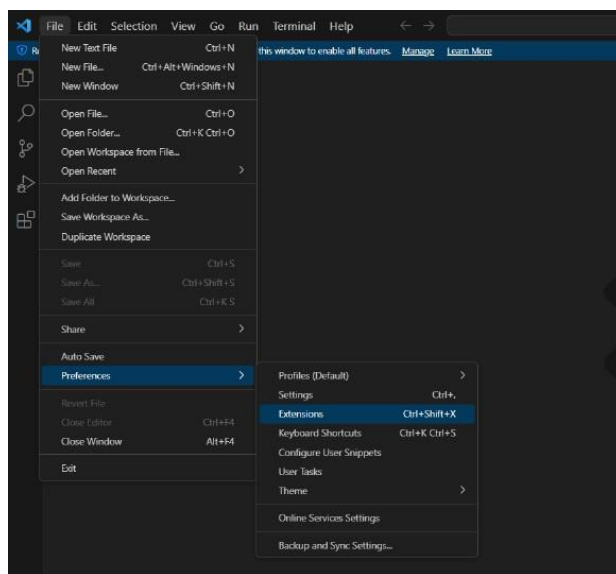 File Edit Selection View Go Run Terminal Help
this window to enable all features. Manage Learn More
New Text File Ctrl+N
New File... Ctrl+Alt+Windows+N
New Window Ctrl+Shift+N
Open File... Ctrl+O
Open Folder... Ctrl+K Ctrl+O
Open Workspace from File...
Open Recent
Add Folder to Workspace...
Save Workspace As...
Duplicate Workspace
Save Ctrl+S
Save As... Ctrl+Shift+S
Save All Ctrl+K S
Share
Auto Save
Preferences
Revert File
Close Editor Ctrl+F4
Close Window Alt+F4
Exit
Profiles (Default)
Settings Ctrl+,
Extensions Ctrl+Shift+X
Keyboard Shortcuts Ctrl+K Ctrl+S
Configure User Snippets
User Tasks
Theme
Online Services Settings
Backup and Sync Settings...